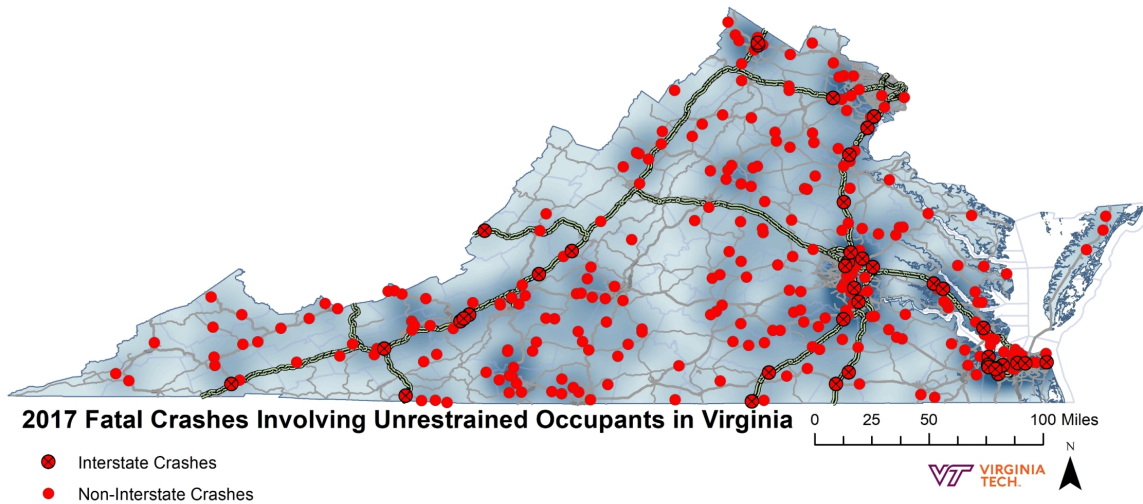 2017 Fatal Crashes Involving Unrestrained Occupants in Virginia
0 25 50 100 Miles
Interstate Crashes
Non-Interstate Crashes
VT VIRGINIA
TECH.
N